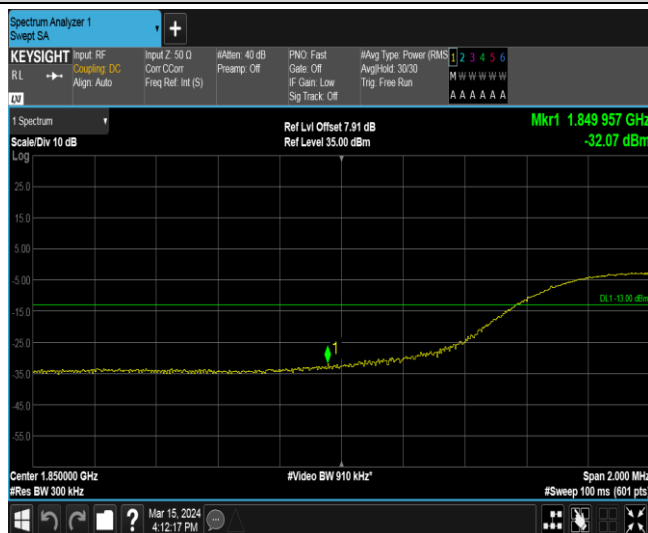 Spectrum Analyzer 1
Swept SA
+
KEYSIGHT Input: RF Input Z: 50 Ω #Atten: 40 dB PNO: Fast #Avg Type: Power (RMS 1 2 3 4 5 6
RL Coupling: DC Corr CCorr Preamp: Off Gate: Off Avg|Hold: 30/30 M W W W W W
Align: Auto Freq Ref: Int (S) IF Gain: Low Trig: Free Run
LXI Sig Track: Off A A A A A A
1 Spectrum Ref Lvl Offset 7.91 dB Mkr1 1.849 957 GHz
Scale/Div 10 dB Ref Level 35.00 dBm -32.07 dBm
Log
25.0
15.0
5.00
-5.00
DL1 -13.00 dBm
-15.0
-25.0
1
-35.0
-45.0
-55.0
Center 1.850000 GHz #Video BW 910 kHz* Span 2.000 MHz
#Res BW 300 kHz #Sweep 100 ms (601 pts)
? Mar 15, 2024
4:12:17 PM